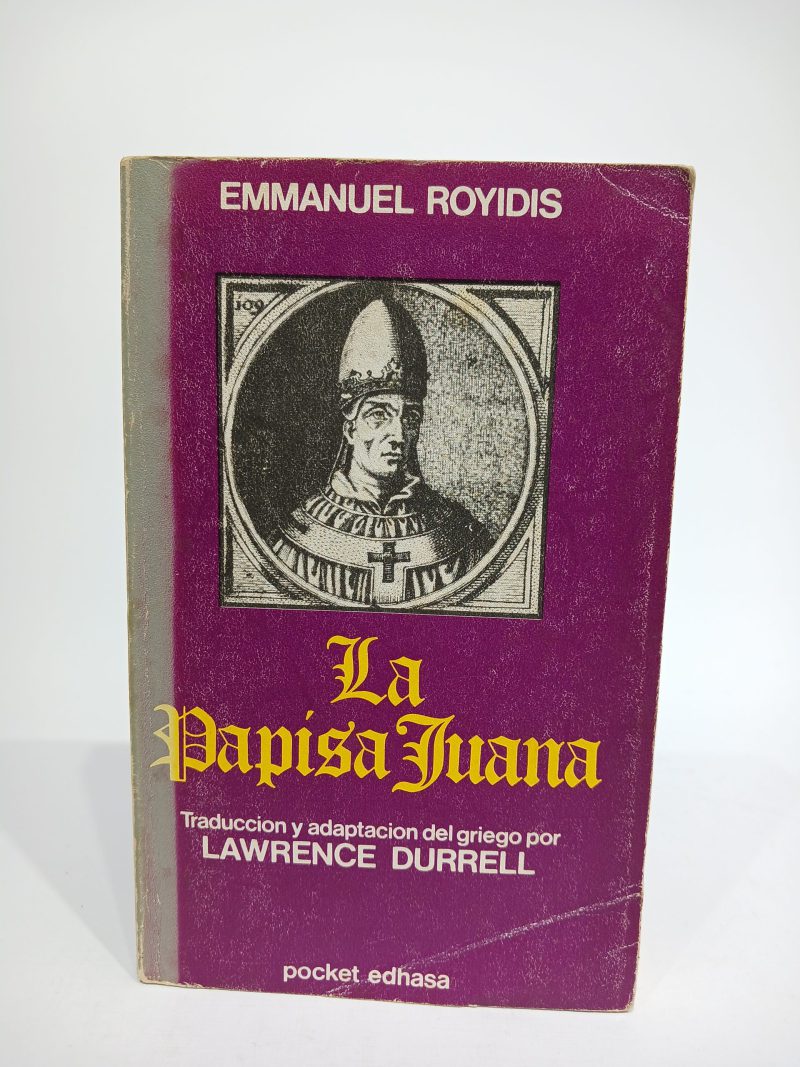 EMMANUEL ROYIDIS
109
La
Papisa Juana
Traduccion y adaptacion del griego por
LAWRENCE DURRELL
pocket edhasa